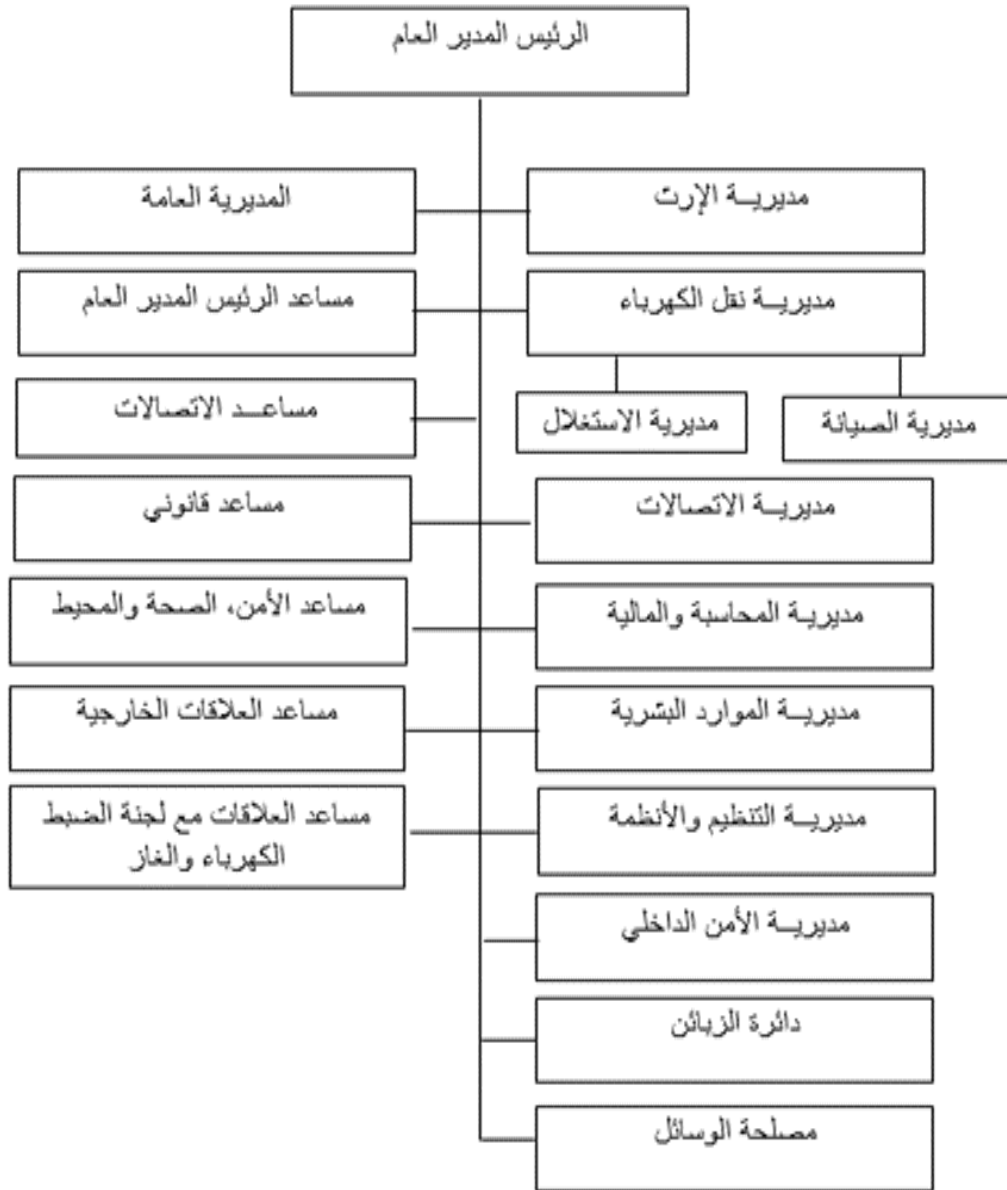 الرئيس المدير العام
مديريــة الإرث
المديرية العامة
مديريــة نقل الكهرباء
مساعد الرئيس المدير العام
مديرية الصيانة
مديرية الاستغلال
مساعــد الاتصالات
مديريــة الاتصالات
مساعد قانوني
مديريــة المحاسبة والمالية
مساعد الأمن، الصحة والمحيط
مديريــة الموارد البشرية
مساعد العلاقات الخارجية
مديريــة التنظيم والأنظمة
مساعد العلاقات مع لجنة الضبط
الكهرباء والغاز
مديريــة الأمن الداخلي
دائرة الزبائن
مصلحة الوسائل